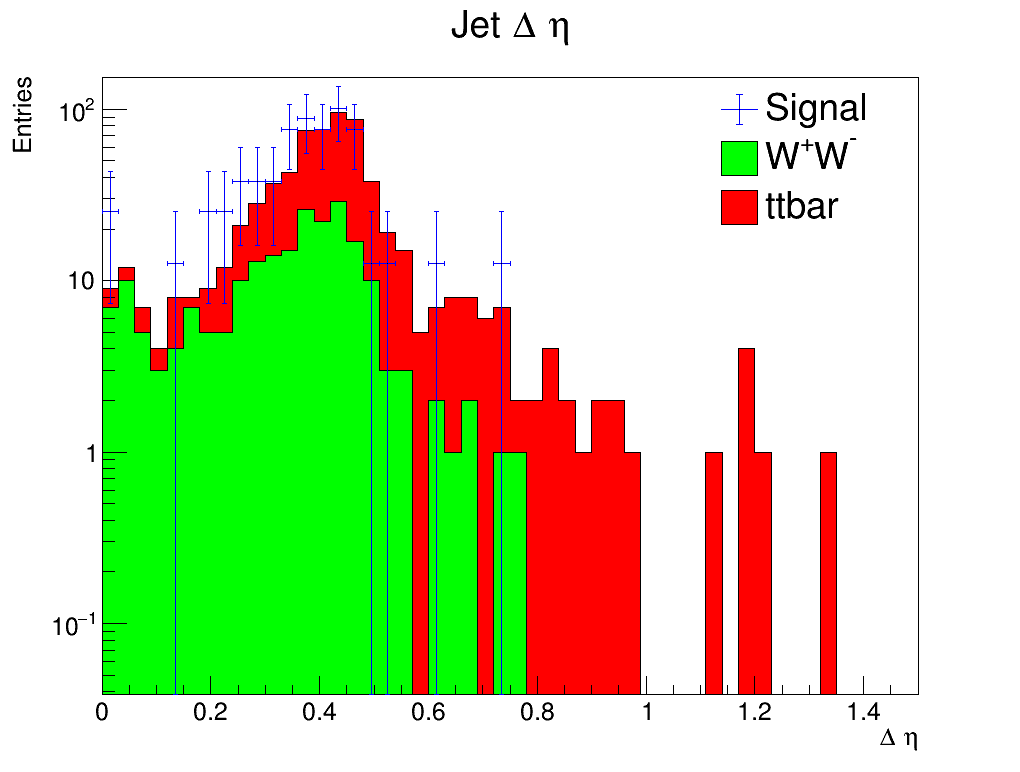 Jet Δ η
Entries
Signal
W⁺W⁻
ttbar
10²
10
1
10⁻¹
0 0.2 0.4 0.6 0.8 1 1.2 1.4
Δ η